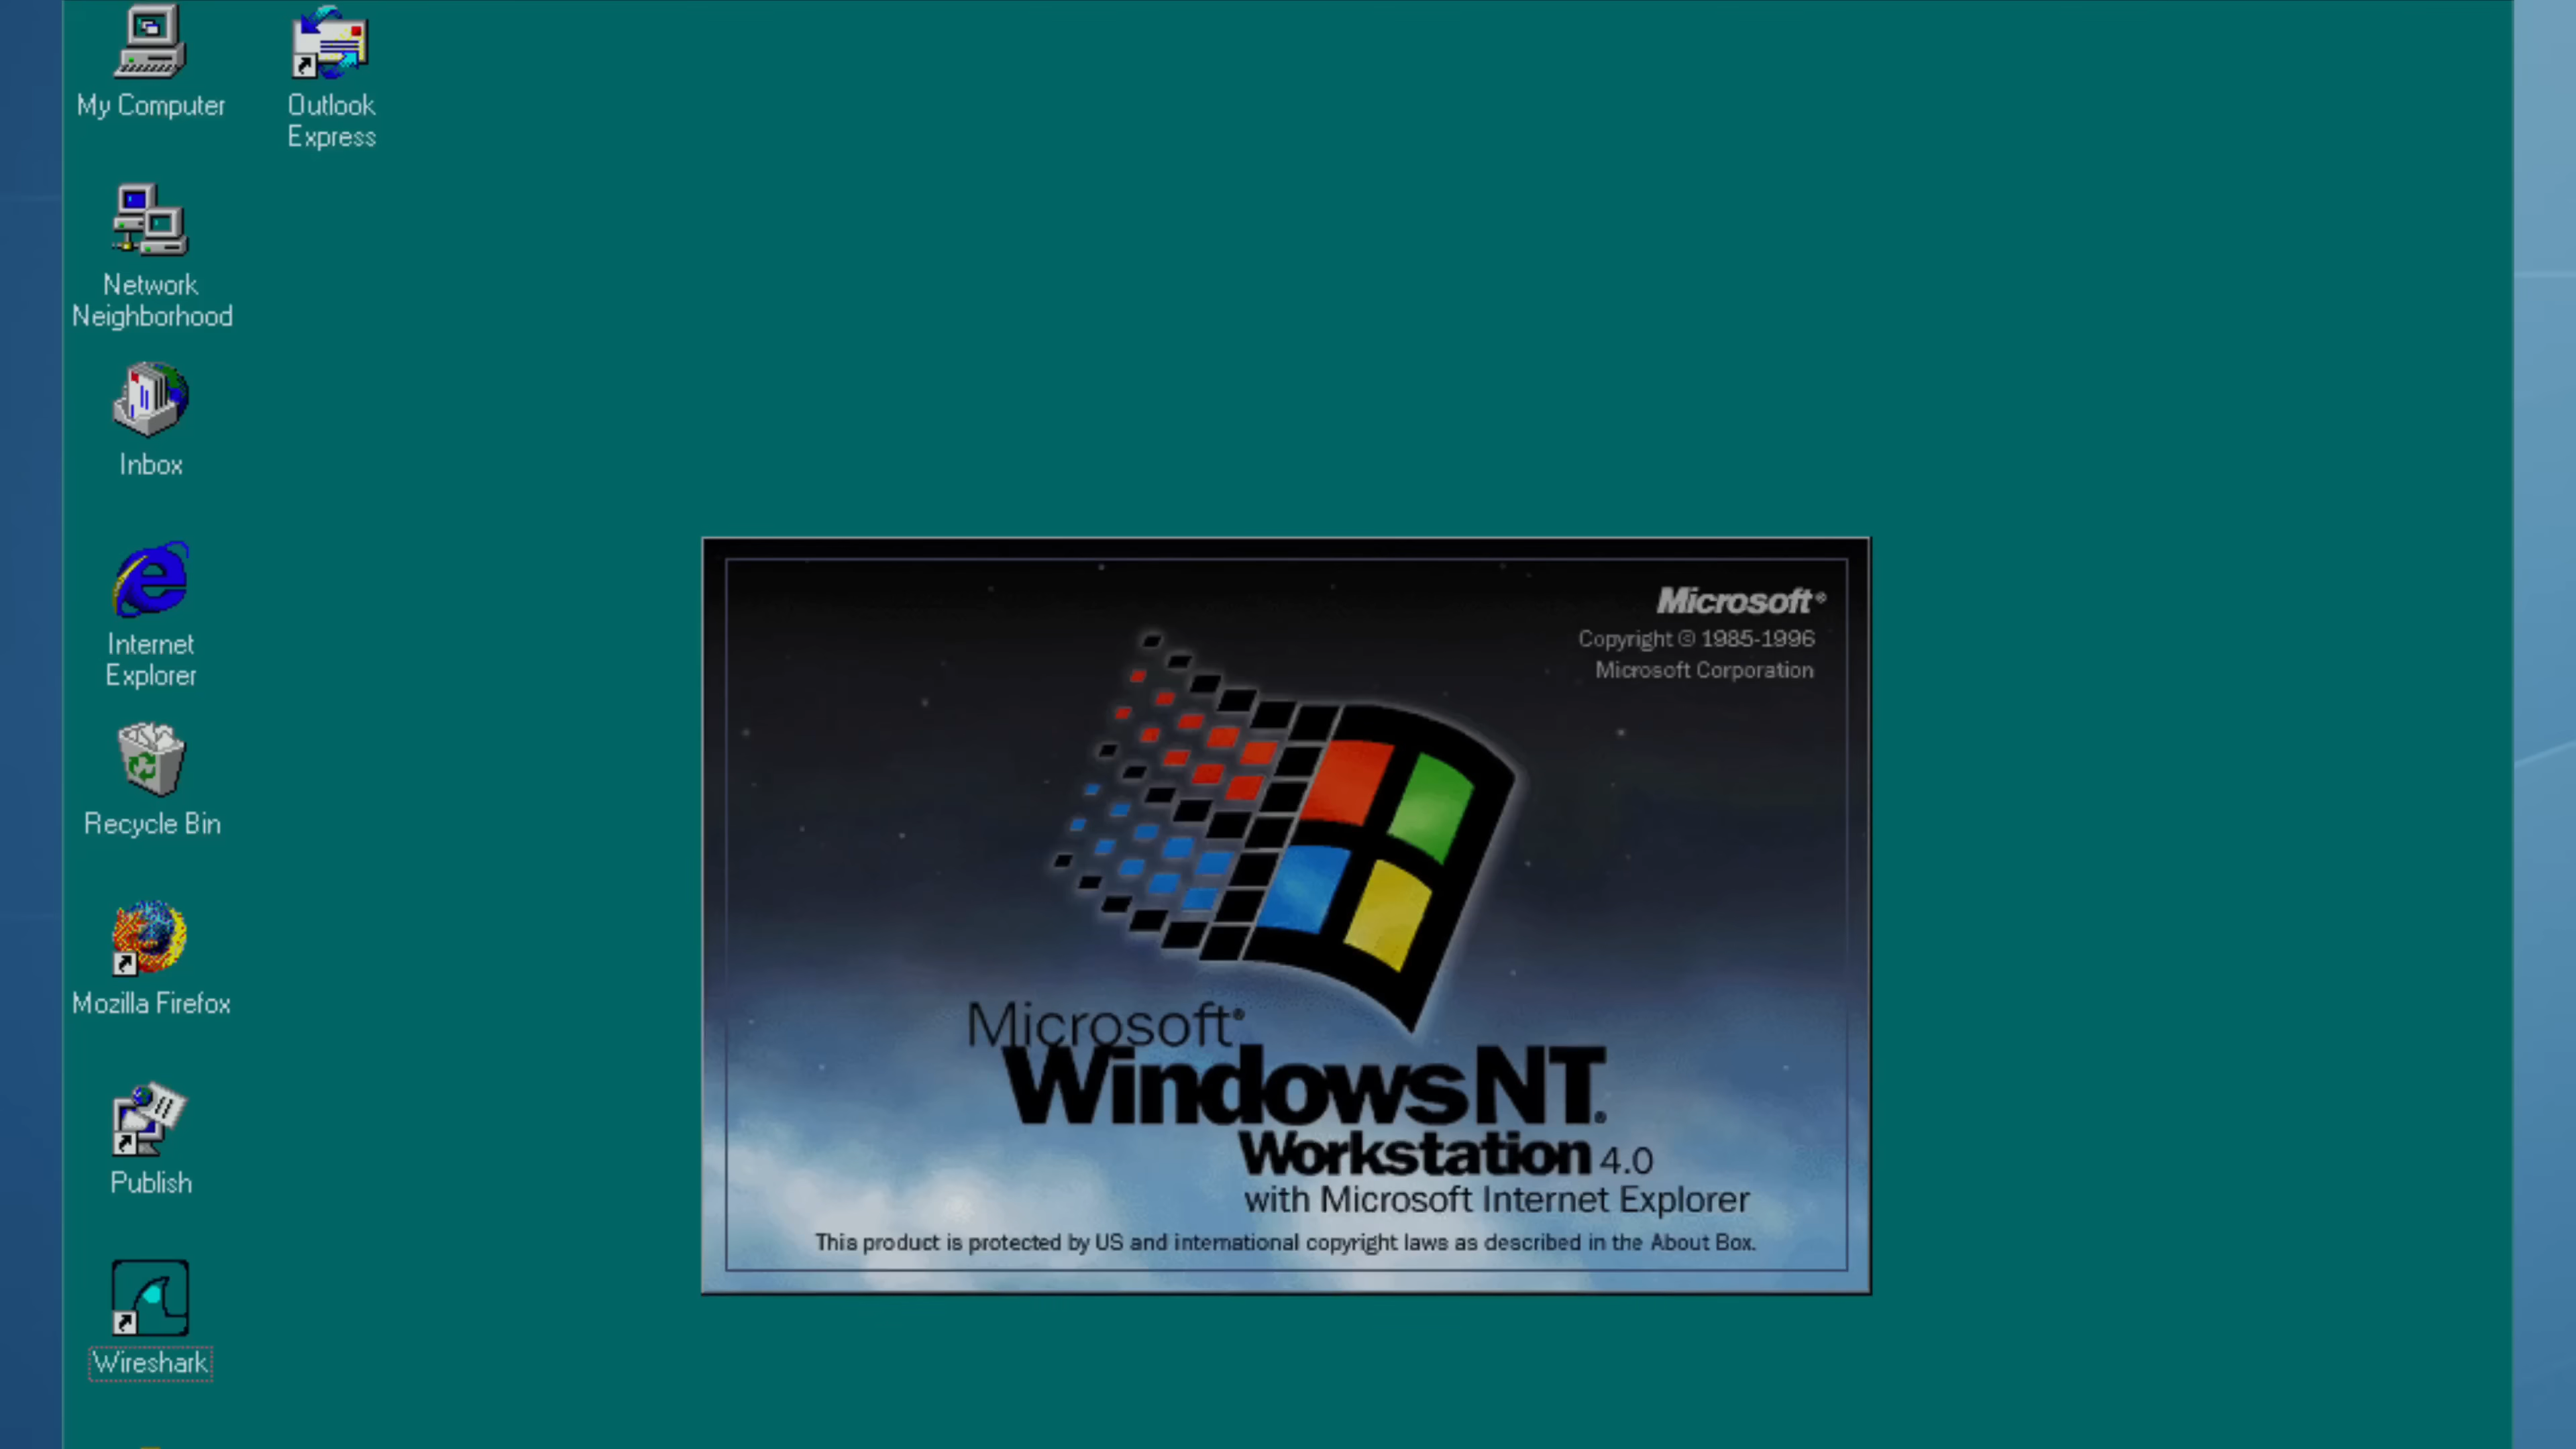 My Computer
Outlook
Express
Network
Neighborhood
Inbox
Internet
Explorer
Recycle Bin
Mozilla Firefox
Publish
Wireshark
Microsoft®
Copyright © 1985-1996
Microsoft Corporation
Microsoft®
Windows NT®
Workstation 4.0
with Microsoft Internet Explorer
This product is protected by US and international copyright laws as described in the About Box.